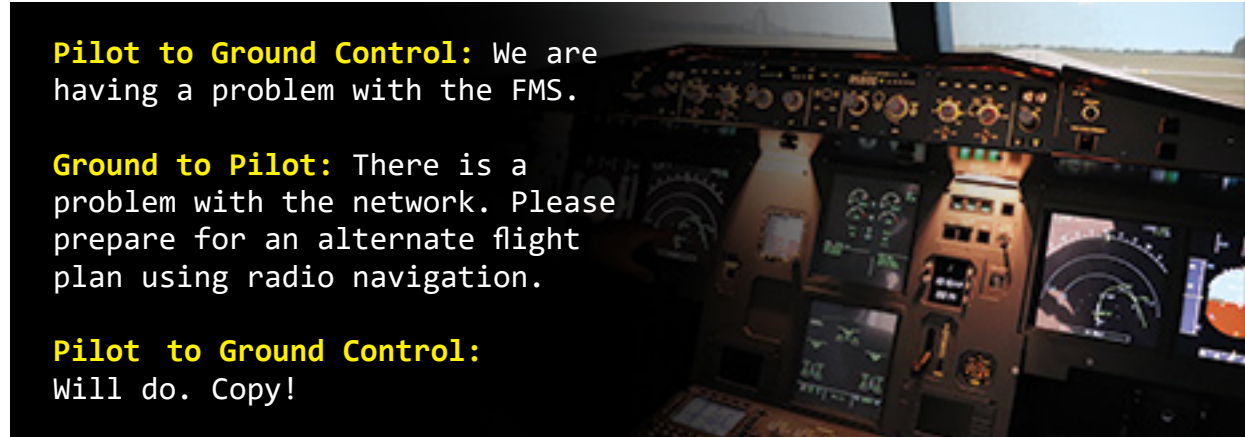 Pilot to Ground Control: We are
having a problem with the FMS.
Ground to Pilot: There is a
problem with the network. Please
prepare for an alternate flight
plan using radio navigation.
Pilot to Ground Control:
Will do. Copy!